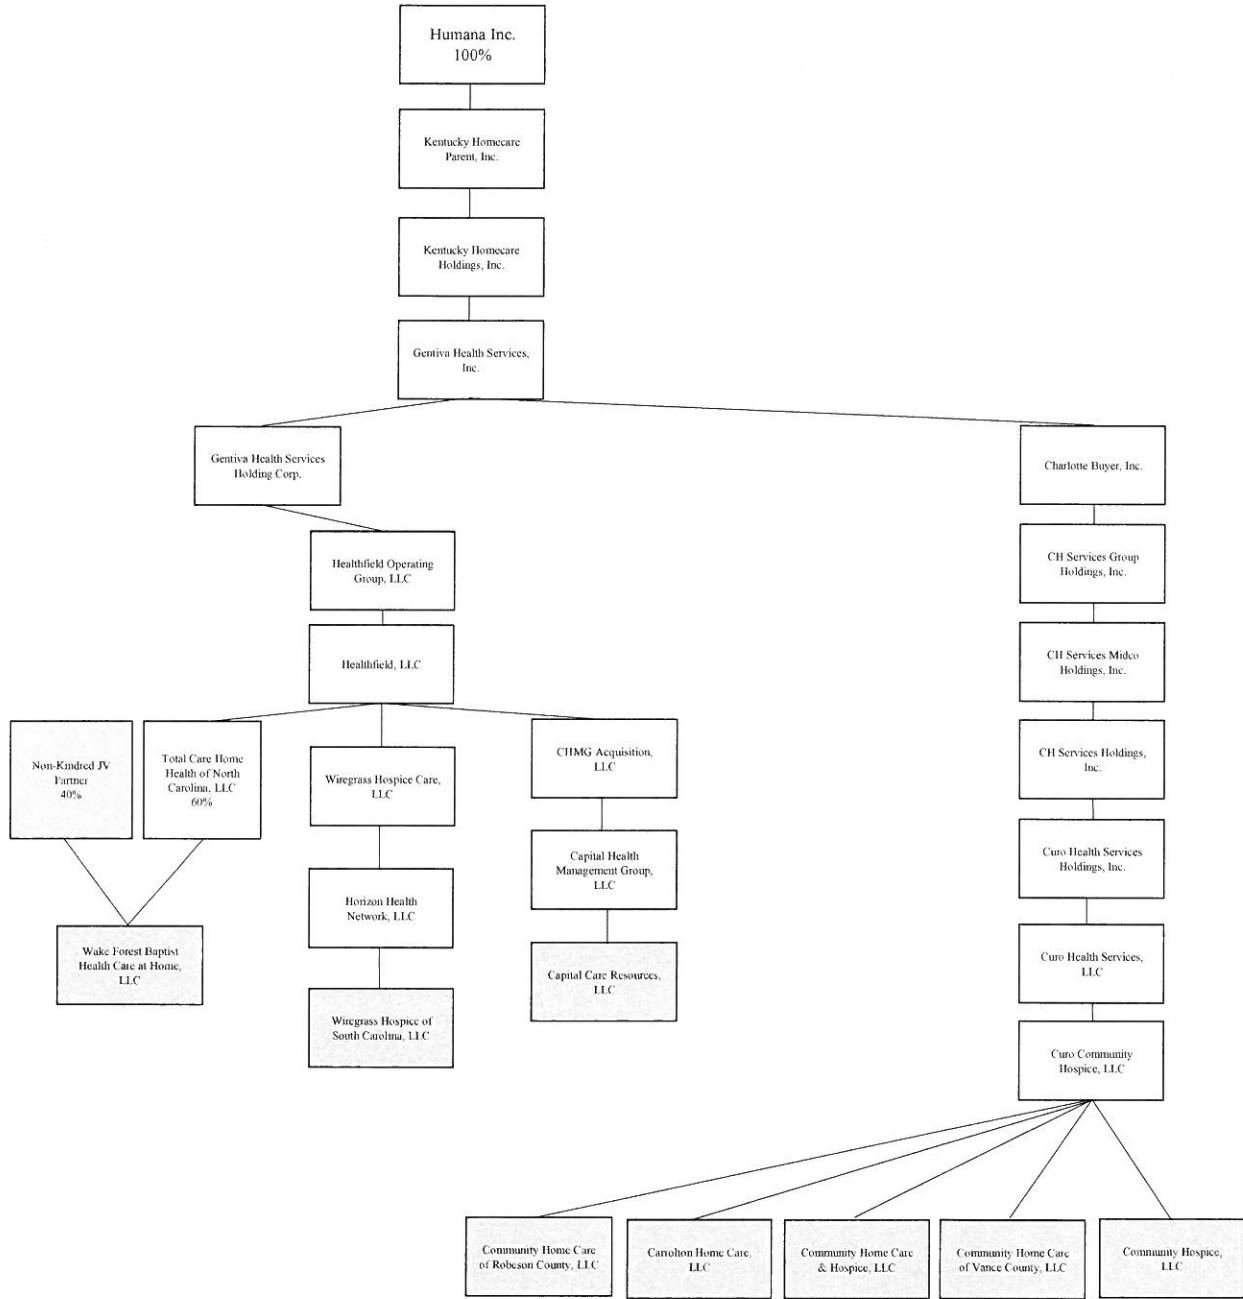 Humana Inc.
100%
Kentucky Homecare
Parent, Inc.
Kentucky Homecare
Holdings, Inc.
Gentiva Health Services,
Inc.
Gentiva Health Services
Holding Corp.
Charlotte Buyer, Inc.
Healthfield Operating
Group, LLC
CH Services Group
Holdings, Inc.
Healthfield, LLC
CH Services Midco
Holdings, Inc.
Non-Kindred JV
Partner
40%
Total Care Home
Health of North
Carolina, LLC
60%
Wiregrass Hospice Care,
LLC
CHMG Acquisition,
LLC
CH Services Holdings,
Inc.
Horizon Health
Network, LLC
Capital Health
Management Group,
LLC
Curo Health Services
Holdings, Inc.
Wake Forest Baptist
Health Care at Home,
LLC
Wiregrass Hospice of
South Carolina, LLC
Capital Care Resources,
LLC
Curo Health Services,
LLC
Curo Community
Hospice, LLC
Community Home Care
of Robeson County, LLC
Carrolton Home Care,
LLC
Community Home Care
& Hospice, LLC
Community Home Care
of Vance County, LLC
Community Hospice,
LLC